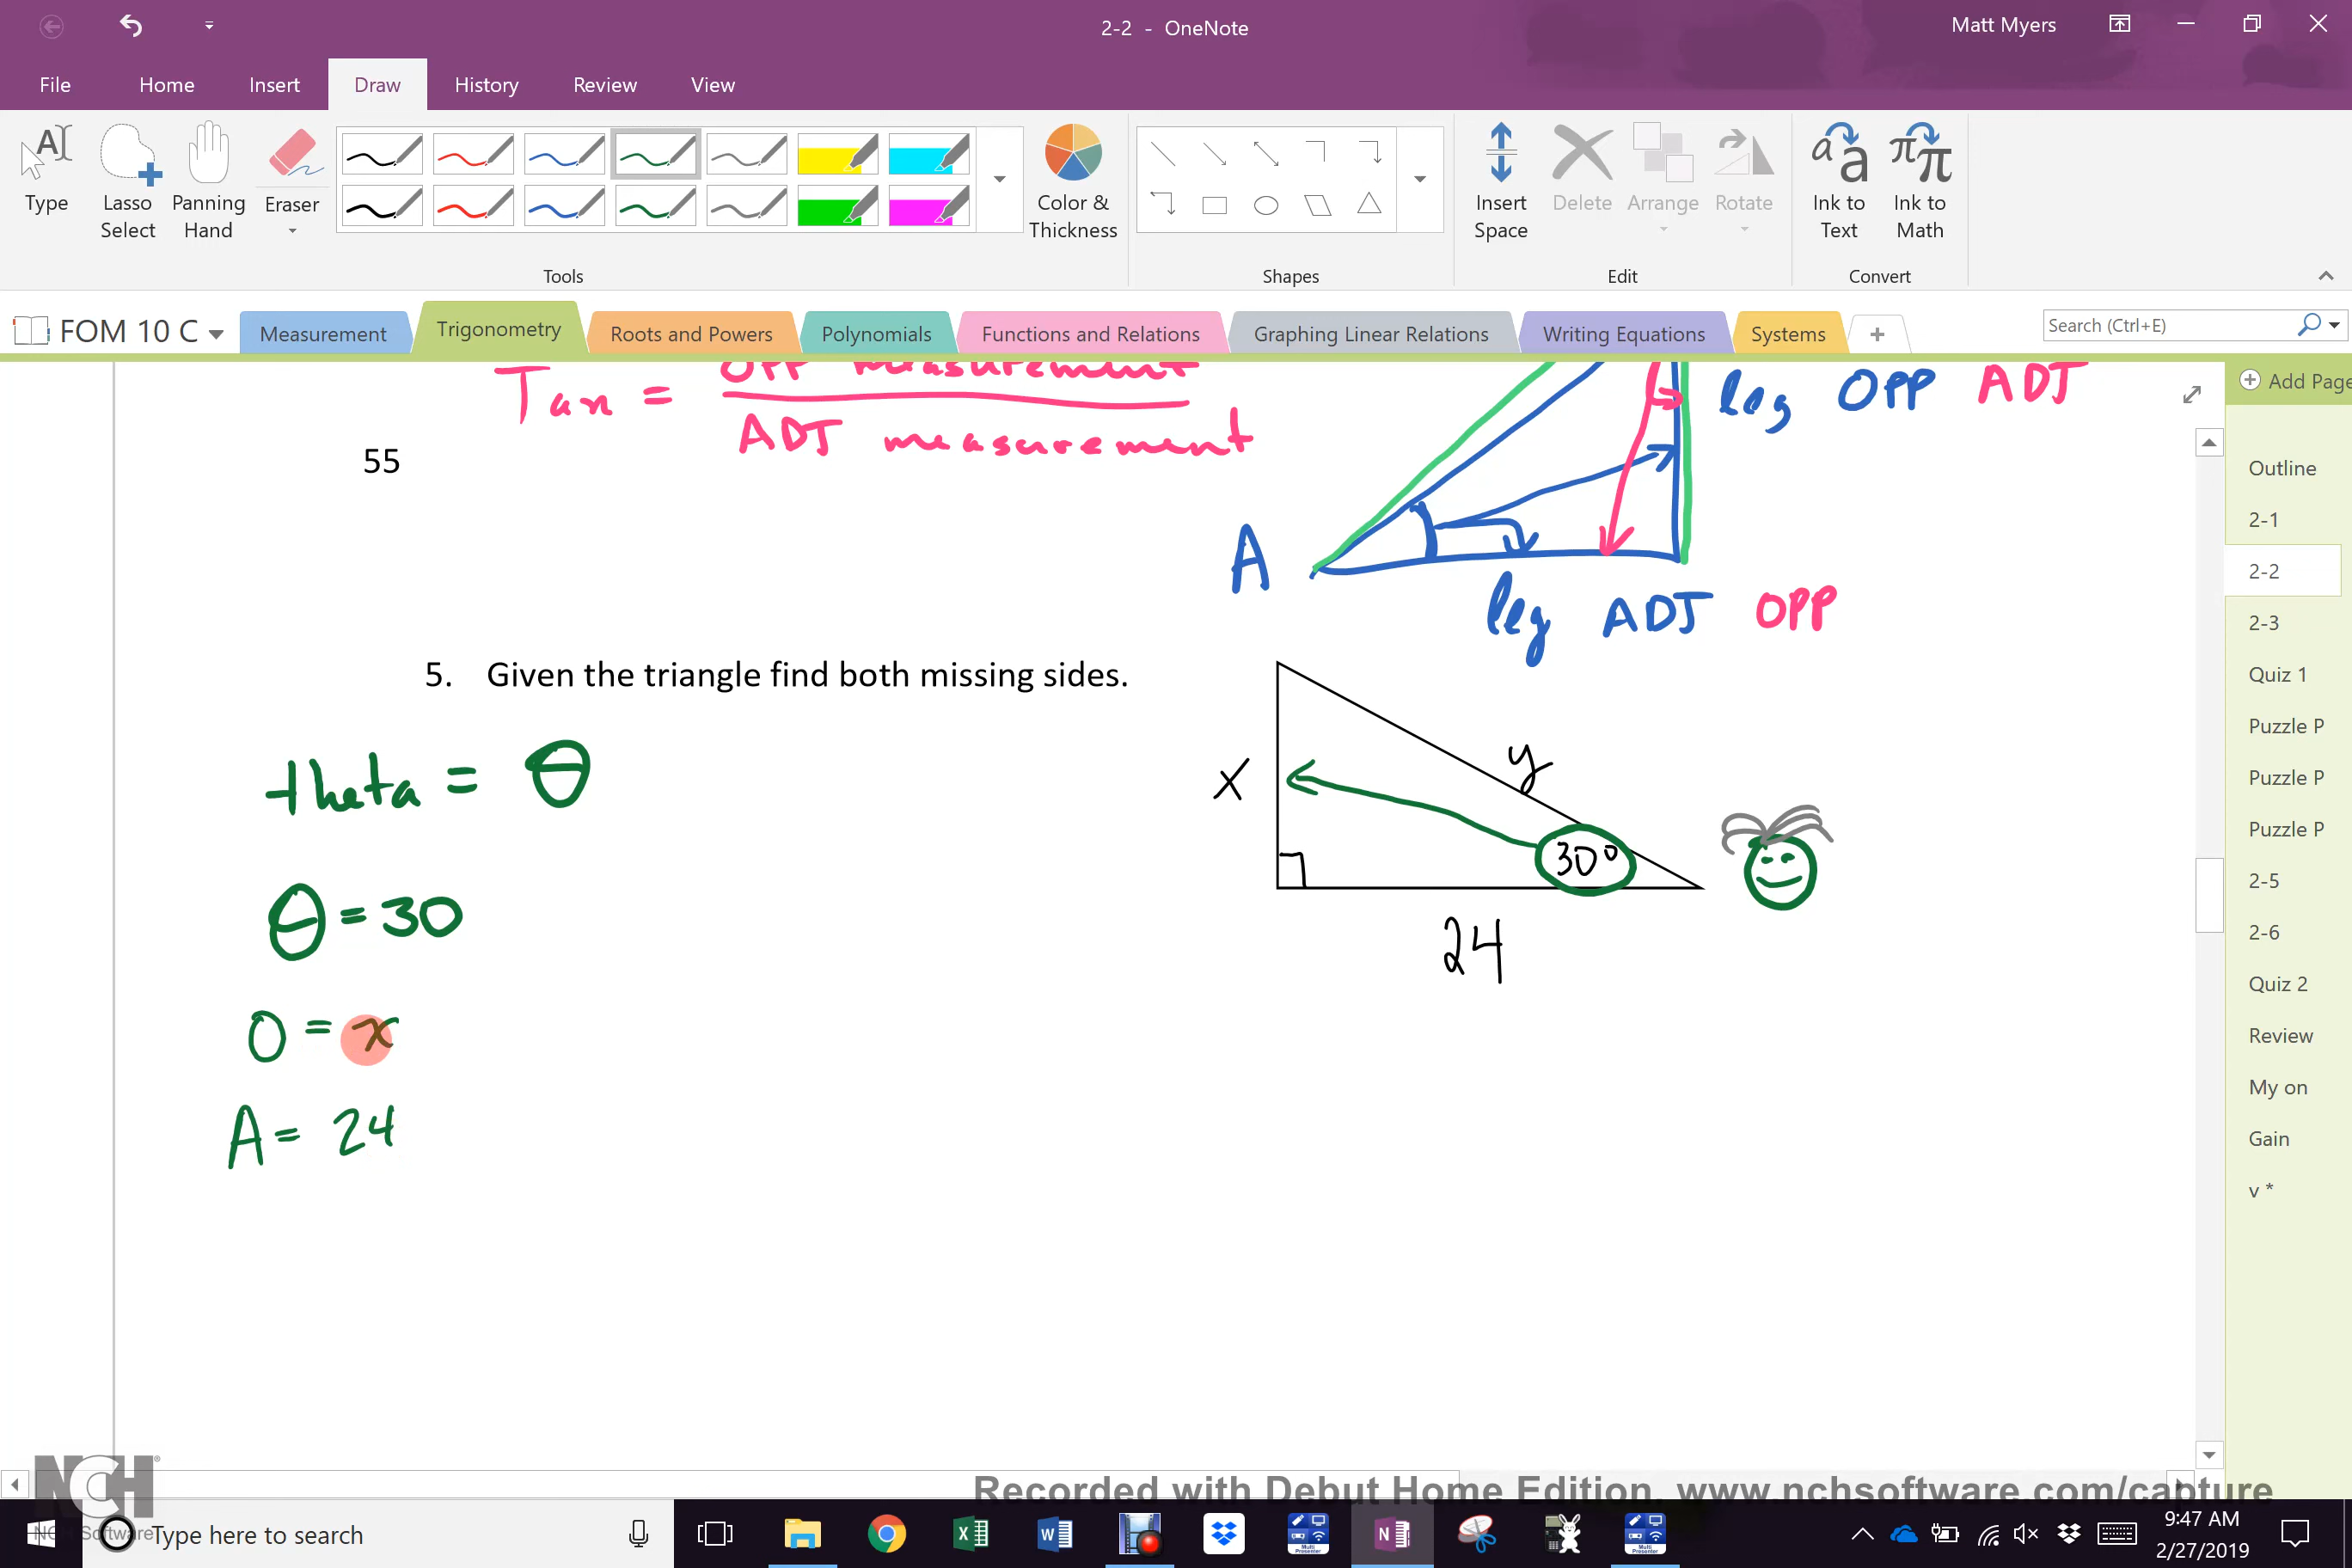 2-2 - OneNote
Matt Myers
File Home Insert Draw History Review View
Type
Lasso Select
Panning Hand
Eraser
Color & Thickness
Insert Space
Delete
Arrange
Rotate
Ink to Text
Ink to Math
Tools
Shapes
Edit
Convert
FOM 10 C
Measurement
Trigonometry
Roots and Powers
Polynomials
Functions and Relations
Graphing Linear Relations
Writing Equations
Systems
+
Search (Ctrl+E)
Add Page
Outline
2-1
2-2
2-3
Quiz 1
Puzzle P
Puzzle P
Puzzle P
2-5
2-6
Quiz 2
Review
My on
Gain
v *
Tan = OPP measurement
ADJ measurement
55
leg OPP ADJ
A
leg ADJ OPP
5. Given the triangle find both missing sides.
theta = θ
x
y
30°
24
θ = 30
O = x
A = 24
NCH
NCH Software
Recorded with Debut Home Edition. www.nchsoftware.com/capture
Type here to search
9:47 AM
2/27/2019